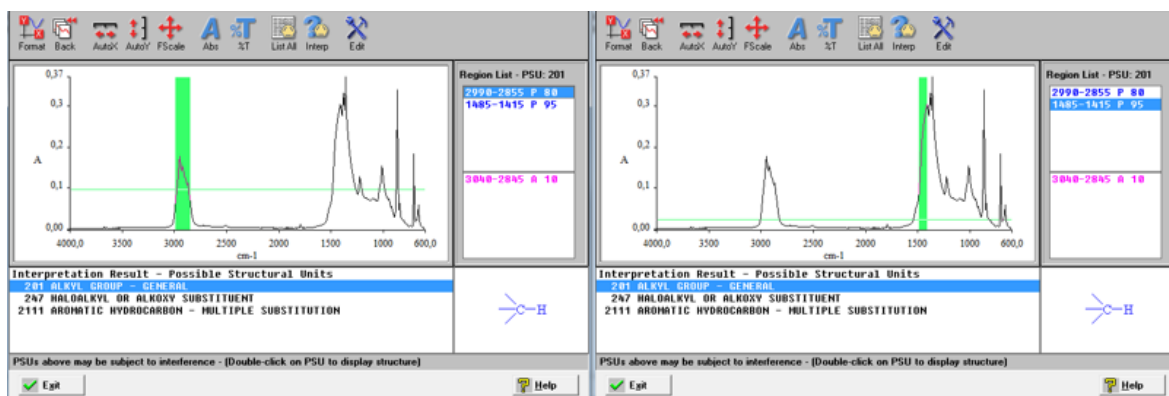 Format Back AutoX AutoY FScale Abs %T List All Interp Edit
0,37
0,3
0,2
A
0,1
0,00
4000,0 3500 3000 2500 2000 1500 1000 600,0
cm-1
Region List - PSU: 201
2990-2855 P 80
1485-1415 P 95
3040-2845 A 10
Interpretation Result - Possible Structural Units
201 ALKYL GROUP - GENERAL
247 HALOALKYL OR ALKOXY SUBSTITUENT
2111 AROMATIC HYDROCARBON - MULTIPLE SUBSTITUTION
C-H
PSUs above may be subject to interference - (Double-click on PSU to display structure)
Exit Help
Format Back AutoX AutoY FScale Abs %T List All Interp Edit
0,37
0,3
0,2
A
0,1
0,00
4000,0 3500 3000 2500 2000 1500 1000 600,0
cm-1
Region List - PSU: 201
2990-2855 P 80
1485-1415 P 95
3040-2845 A 10
Interpretation Result - Possible Structural Units
201 ALKYL GROUP - GENERAL
247 HALOALKYL OR ALKOXY SUBSTITUENT
2111 AROMATIC HYDROCARBON - MULTIPLE SUBSTITUTION
C-H
PSUs above may be subject to interference - (Double-click on PSU to display structure)
Exit Help